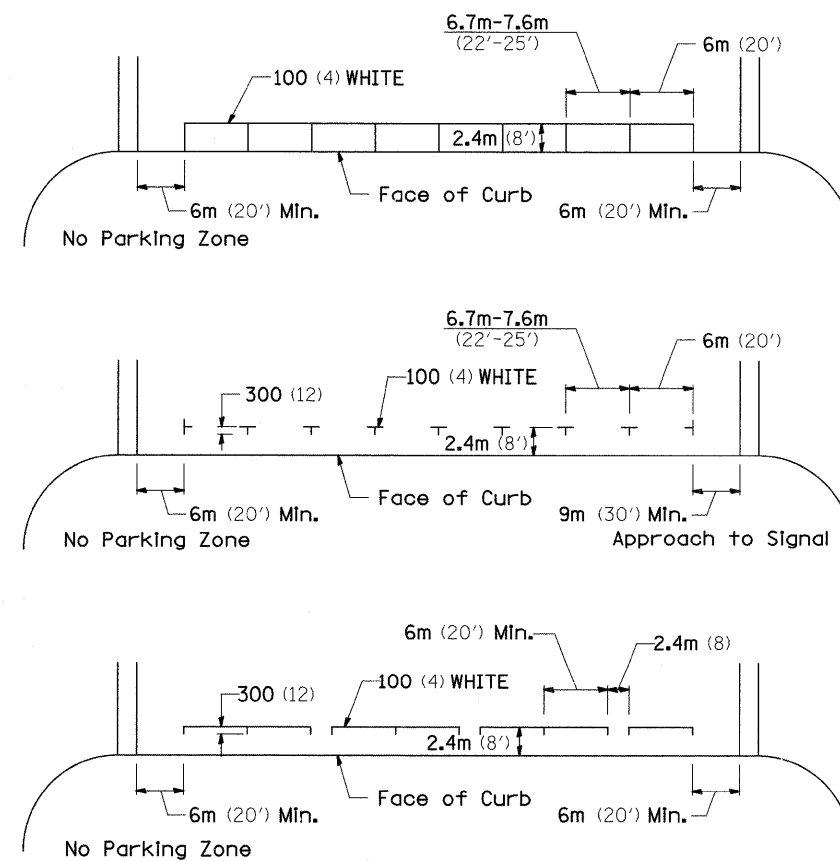 6.7m-7.6m
(22'-25')
6m (20')
100 (4) WHITE
2.4m (8')
Face of Curb
6m (20') Min.
6m (20') Min.
No Parking Zone
6.7m-7.6m
(22'-25')
6m (20')
300 (12)
100 (4) WHITE
2.4m (8')
Face of Curb
6m (20') Min.
9m (30') Min.
No Parking Zone
Approach to Signal
6m (20') Min.
2.4m (8)
300 (12)
100 (4) WHITE
2.4m (8')
Face of Curb
6m (20') Min.
6m (20') Min.
No Parking Zone